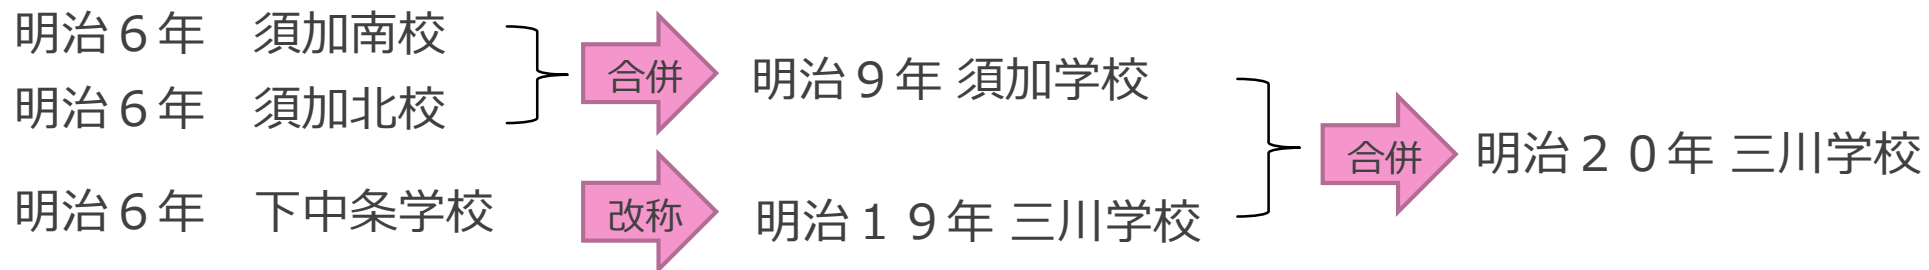 明治６年　須加南校
明治６年　須加北校
合併
明治９年 須加学校
明治６年　下中条学校
改称
明治１９年 三川学校
合併
明治２０年 三川学校